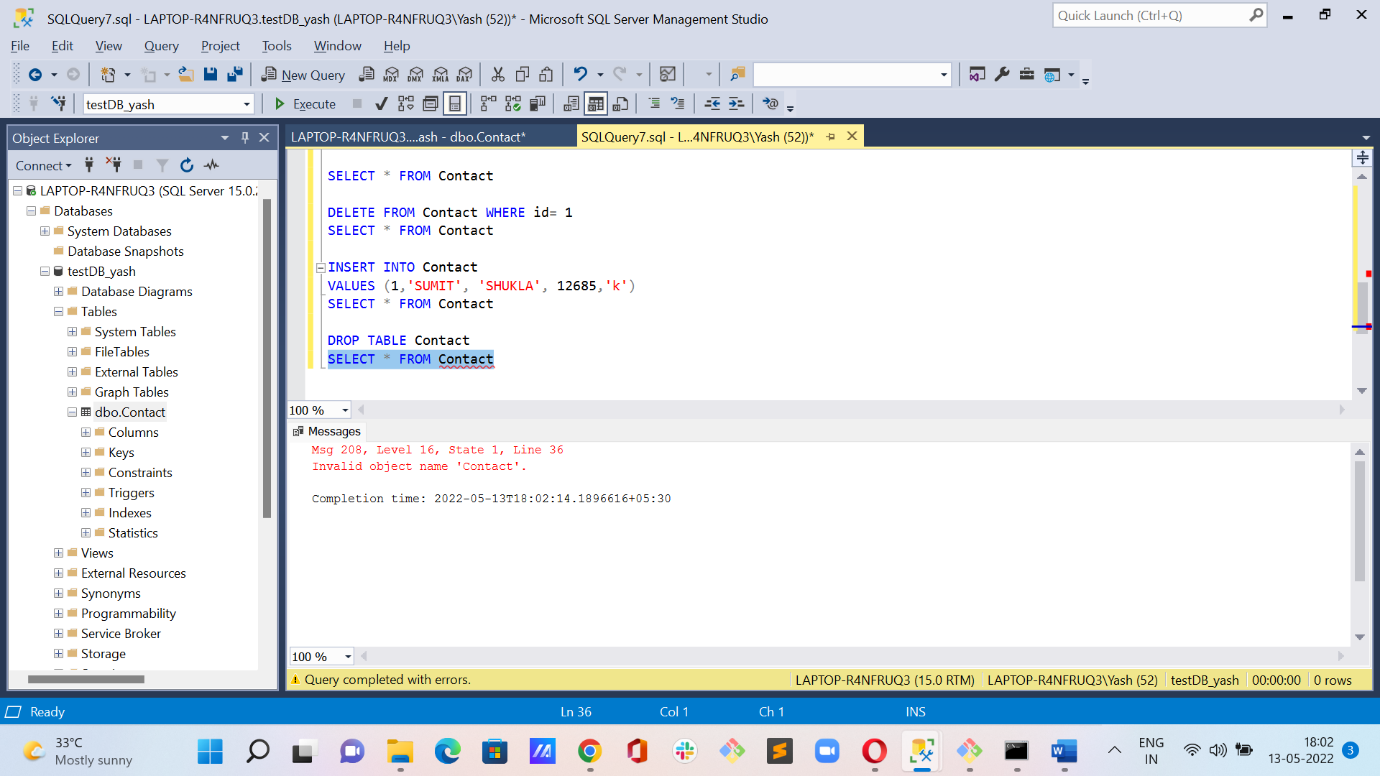 SQLQuery7.sql - LAPTOP-R4NFRUQ3.testDB_yash (LAPTOP-R4NFRUQ3\Yash (52))* - Microsoft SQL Server Management Studio
Quick Launch (Ctrl+Q)
File Edit View Query Project Tools Window Help
New Query MDX DMX XMLA DAX
testDB_yash Execute
Object Explorer
Connect
LAPTOP-R4NFRUQ3 (SQL Server 15.0.
Databases
System Databases
Database Snapshots
testDB_yash
Database Diagrams
Tables
System Tables
FileTables
External Tables
Graph Tables
dbo.Contact
Columns
Keys
Constraints
Triggers
Indexes
Statistics
Views
External Resources
Synonyms
Programmability
Service Broker
Storage
LAPTOP-R4NFRUQ3....ash - dbo.Contact*
SQLQuery7.sql - L...4NFRUQ3\Yash (52))*
SELECT * FROM Contact
DELETE FROM Contact WHERE id= 1
SELECT * FROM Contact
INSERT INTO Contact
VALUES (1,'SUMIT', 'SHUKLA', 12685,'k')
SELECT * FROM Contact
DROP TABLE Contact
SELECT * FROM Contact
100 %
Messages
Msg 208, Level 16, State 1, Line 36
Invalid object name 'Contact'.
Completion time: 2022-05-13T18:02:14.1896616+05:30
100 %
Query completed with errors. LAPTOP-R4NFRUQ3 (15.0 RTM) LAPTOP-R4NFRUQ3\Yash (52) testDB_yash 00:00:00 0 rows
Ready Ln 36 Col 1 Ch 1 INS
33°C
Mostly sunny
ENG
IN
18:02
13-05-2022
3